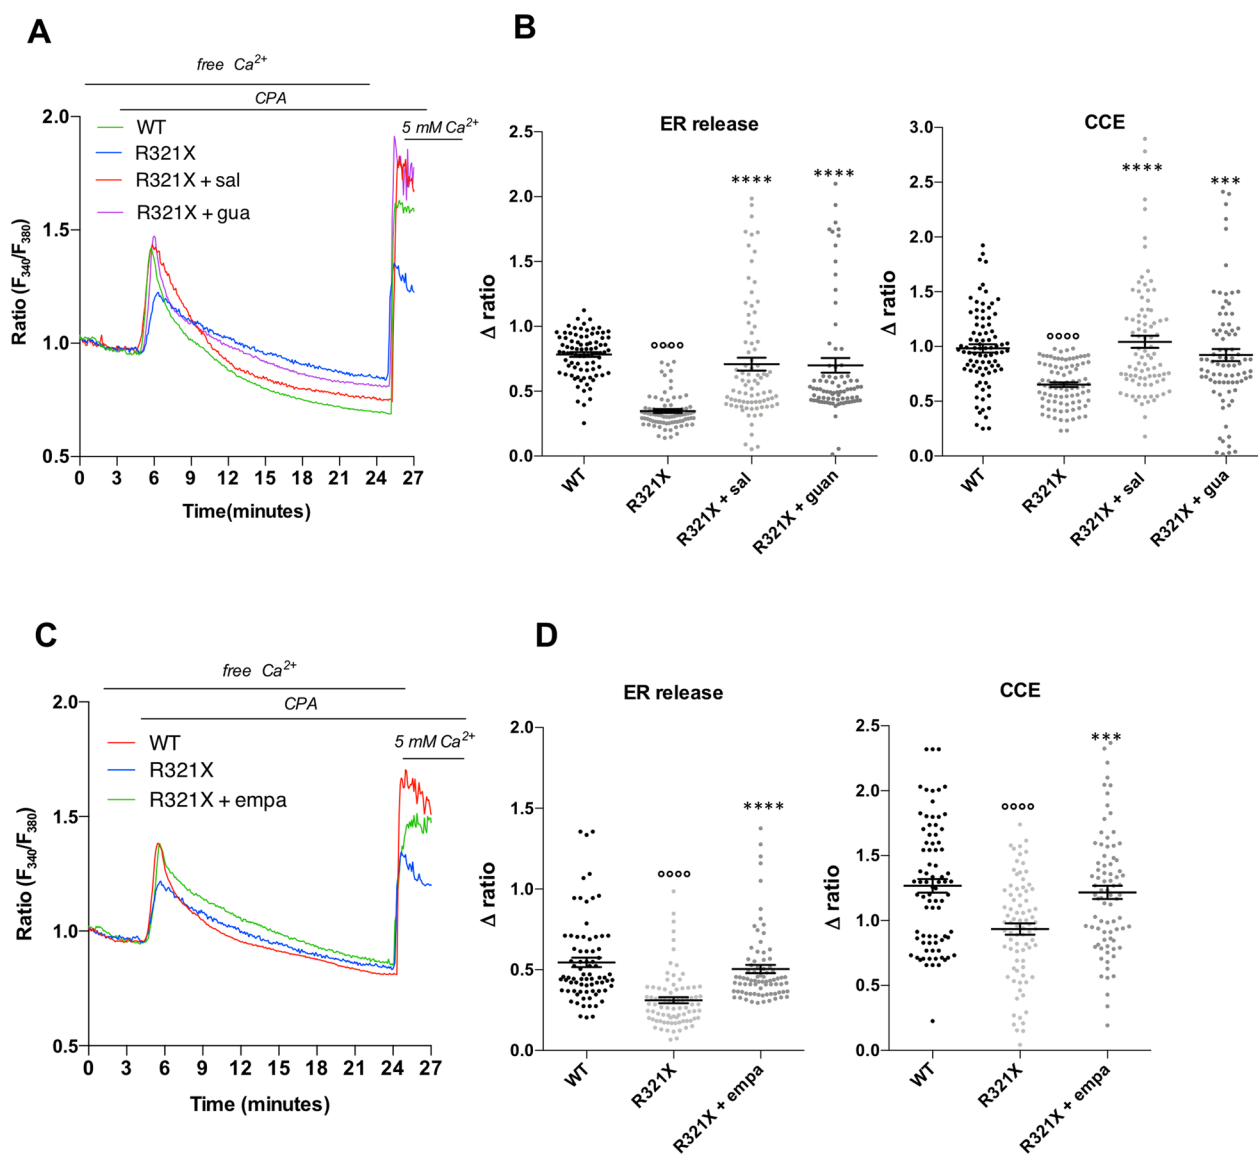 A
free Ca2+
CPA
5 mM Ca2+
WT
R321X
R321X + sal
R321X + gua
Ratio (F340/F380)
2.0
1.5
1.0
0.5
0 3 6 9 12 15 18 21 24 27
Time(minutes)
B
ER release
****
****
°°°°
Δ ratio
2.5
2.0
1.5
1.0
0.5
0.0
WT
R321X
R321X + sal
R321X + guan
CCE
****
***
°°°°
Δ ratio
3.0
2.5
2.0
1.5
1.0
0.5
0.0
WT
R321X
R321X + sal
R321X + gua
C
free Ca2+
CPA
5 mM Ca2+
WT
R321X
R321X + empa
Ratio (F340/F380)
2.0
1.5
1.0
0.5
0 3 6 9 12 15 18 21 24 27
Time (minutes)
D
ER release
****
°°°°
Δ ratio
2.0
1.5
1.0
0.5
0.0
WT
R321X
R321X + empa
CCE
***
°°°°
Δ ratio
2.5
2.0
1.5
1.0
0.5
0.0
WT
R321X
R321X + empa